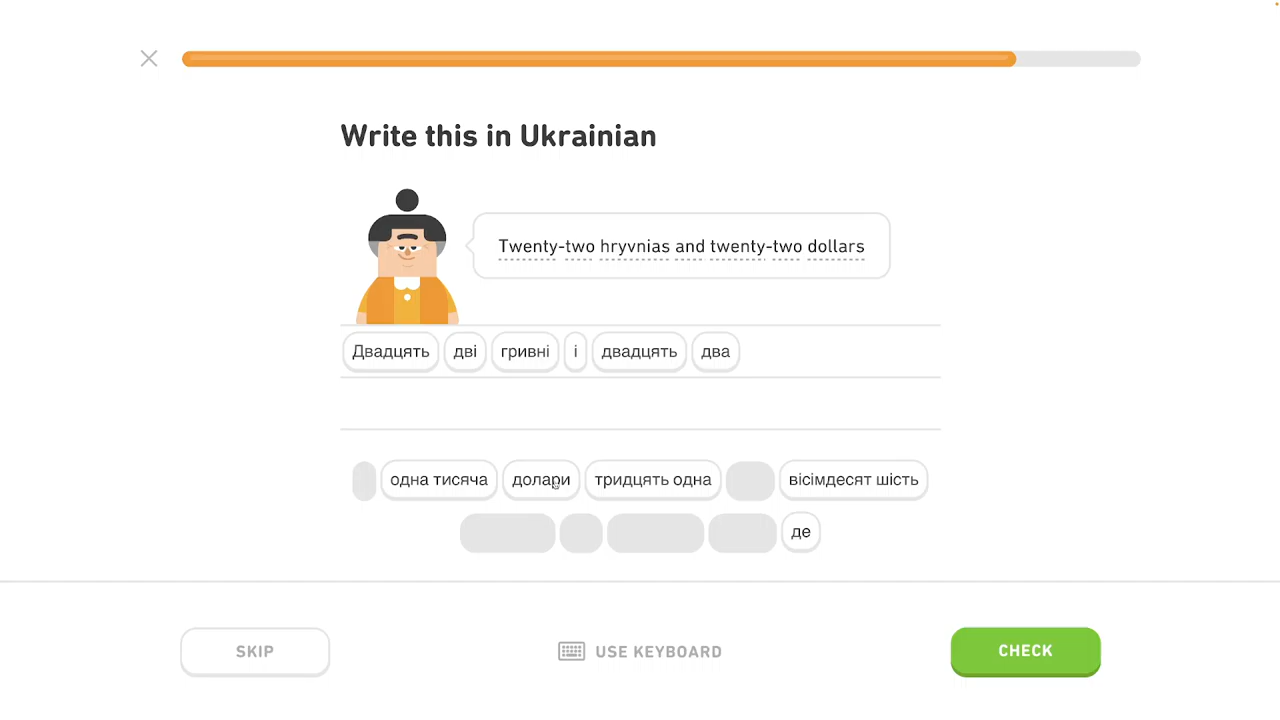 Write this in Ukrainian
Twenty-two hryvnias and twenty-two dollars
Двадцять дві гривні і двадцять два
одна тисяча долари тридцять одна вісімдесят шість
де
SKIP USE KEYBOARD CHECK